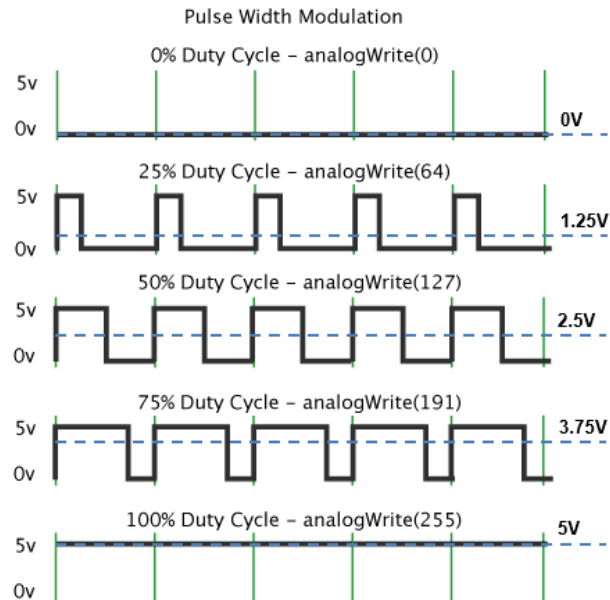 Pulse Width Modulation
0% Duty Cycle – analogWrite(0)
5v
0v
0V
25% Duty Cycle – analogWrite(64)
5v
1.25V
0v
50% Duty Cycle – analogWrite(127)
5v
2.5V
0v
75% Duty Cycle – analogWrite(191)
5v
3.75V
0v
100% Duty Cycle – analogWrite(255)
5V
5v
0v